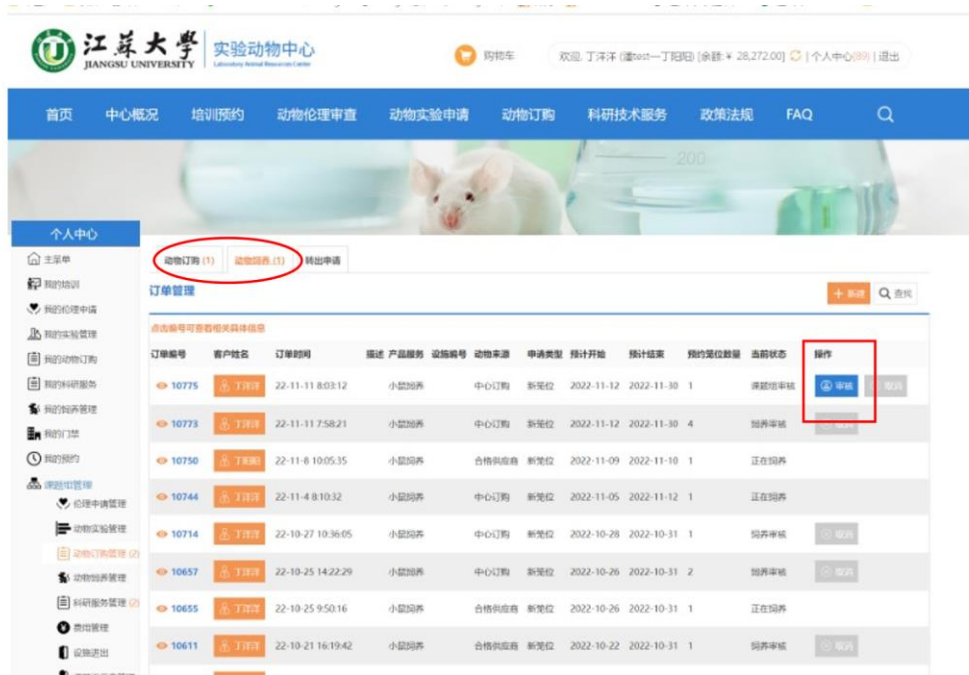 江苏大学
JIANGSU UNIVERSITY
实验动物中心
Laboratory Animal Resources Center
购物车
欢迎, 丁洋洋 (潘test—丁阳阳) [余额:¥ 28,272.00] | 个人中心(89) | 退出
首页 中心概况 培训预约 动物伦理审查 动物实验申请 动物订购 科研技术服务 政策法规 FAQ
200
个人中心
主菜单
我的培训
我的伦理申请
我的实验管理
我的动物订购
我的科研服务
我的饲养管理
我的门禁
我的预约
课题组管理
伦理申请管理
动物实验管理
动物订购管理 (2)
动物饲养管理
科研服务管理 (2)
费用管理
设施进出
动物订购 (1) 动物饲养 (1) 转出申请
订单管理
+ 新建 查找
点击编号可查看相关具体信息
订单编号 客户姓名 订单时间 描述 产品服务 设施编号 动物来源 申请类型 预计开始 预计结束 预约笼位数量 当前状态 操作
10775 丁洋洋 22-11-11 8:03:12 小鼠饲养 中心订购 新笼位 2022-11-12 2022-11-30 1 课题组审核 审核 取消
10773 丁洋洋 22-11-11 7:58:21 小鼠饲养 中心订购 新笼位 2022-11-12 2022-11-30 4 饲养审核 取消
10750 丁阳阳 22-11-8 10:05:35 小鼠饲养 合格供应商 新笼位 2022-11-09 2022-11-10 1 正在饲养
10744 丁洋洋 22-11-4 8:10:32 小鼠饲养 中心订购 新笼位 2022-11-05 2022-11-12 1 正在饲养
10714 丁洋洋 22-10-27 10:36:05 小鼠饲养 中心订购 新笼位 2022-10-28 2022-10-31 1 饲养审核 取消
10657 丁洋洋 22-10-25 14:22:29 小鼠饲养 中心订购 新笼位 2022-10-26 2022-10-31 2 饲养审核 取消
10655 丁洋洋 22-10-25 9:50:16 小鼠饲养 合格供应商 新笼位 2022-10-26 2022-10-31 1 正在饲养
10611 丁洋洋 22-10-21 16:19:42 小鼠饲养 合格供应商 新笼位 2022-10-22 2022-10-31 1 饲养审核 取消